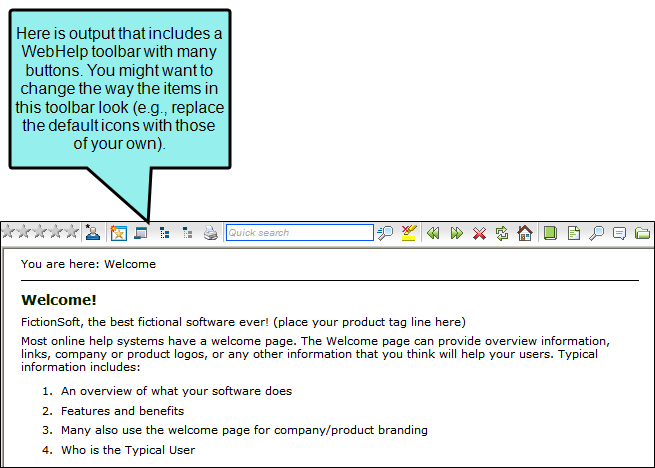 Here is output that includes a
WebHelp toolbar with many
buttons. You might want to
change the way the items in
this toolbar look (e.g., replace
the default icons with those
of your own).
Quick search
You are here: Welcome
Welcome!
FictionSoft, the best fictional software ever! (place your product tag line here)
Most online help systems have a welcome page. The Welcome page can provide overview information,
links, company or product logos, or any other information that you think will help your users. Typical
information includes:
1. An overview of what your software does
2. Features and benefits
3. Many also use the welcome page for company/product branding
4. Who is the Typical User